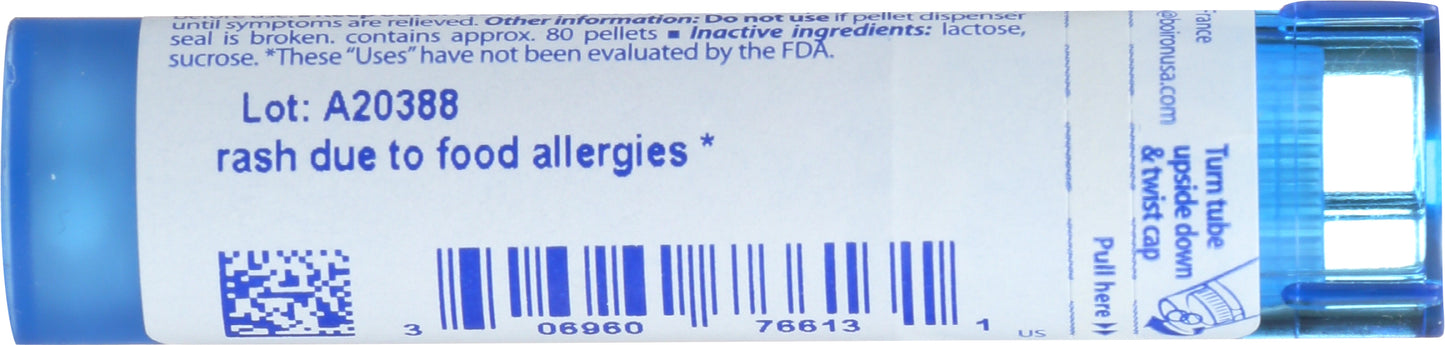 until symptoms are relieved. Other information: Do not use if pellet dispenser
seal is broken. contains approx. 80 pellets ■ Inactive ingredients: lactose,
sucrose. *These “Uses” have not been evaluated by the FDA.
Lot: A20388
rash due to food allergies *
3 06960 76613 1
US
France
@boironusa.com
Turn tube
upside down
& twist cap
Pull here